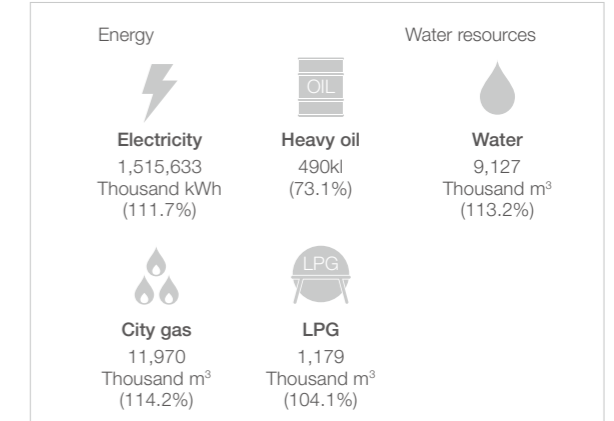 Energy
Water resources
OIL
Electricity
1,515,633
Thousand kWh
(111.7%)
Heavy oil
490kl
(73.1%)
Water
9,127
Thousand m³
(113.2%)
City gas
11,970
Thousand m³
(114.2%)
LPG
LPG
1,179
Thousand m³
(104.1%)